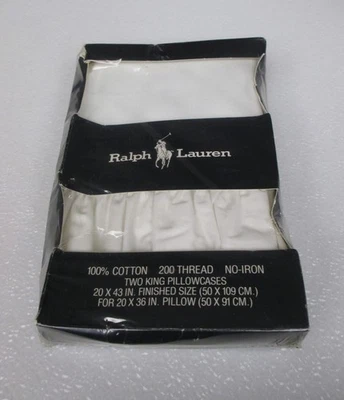 Ralph Lauren
100% COTTON 200 THREAD NO-IRON
TWO KING PILLOWCASES
20 X 43 IN. FINISHED SIZE (50 X 109 CM.)
FOR 20 X 36 IN. PILLOW (50 X 91 CM.)